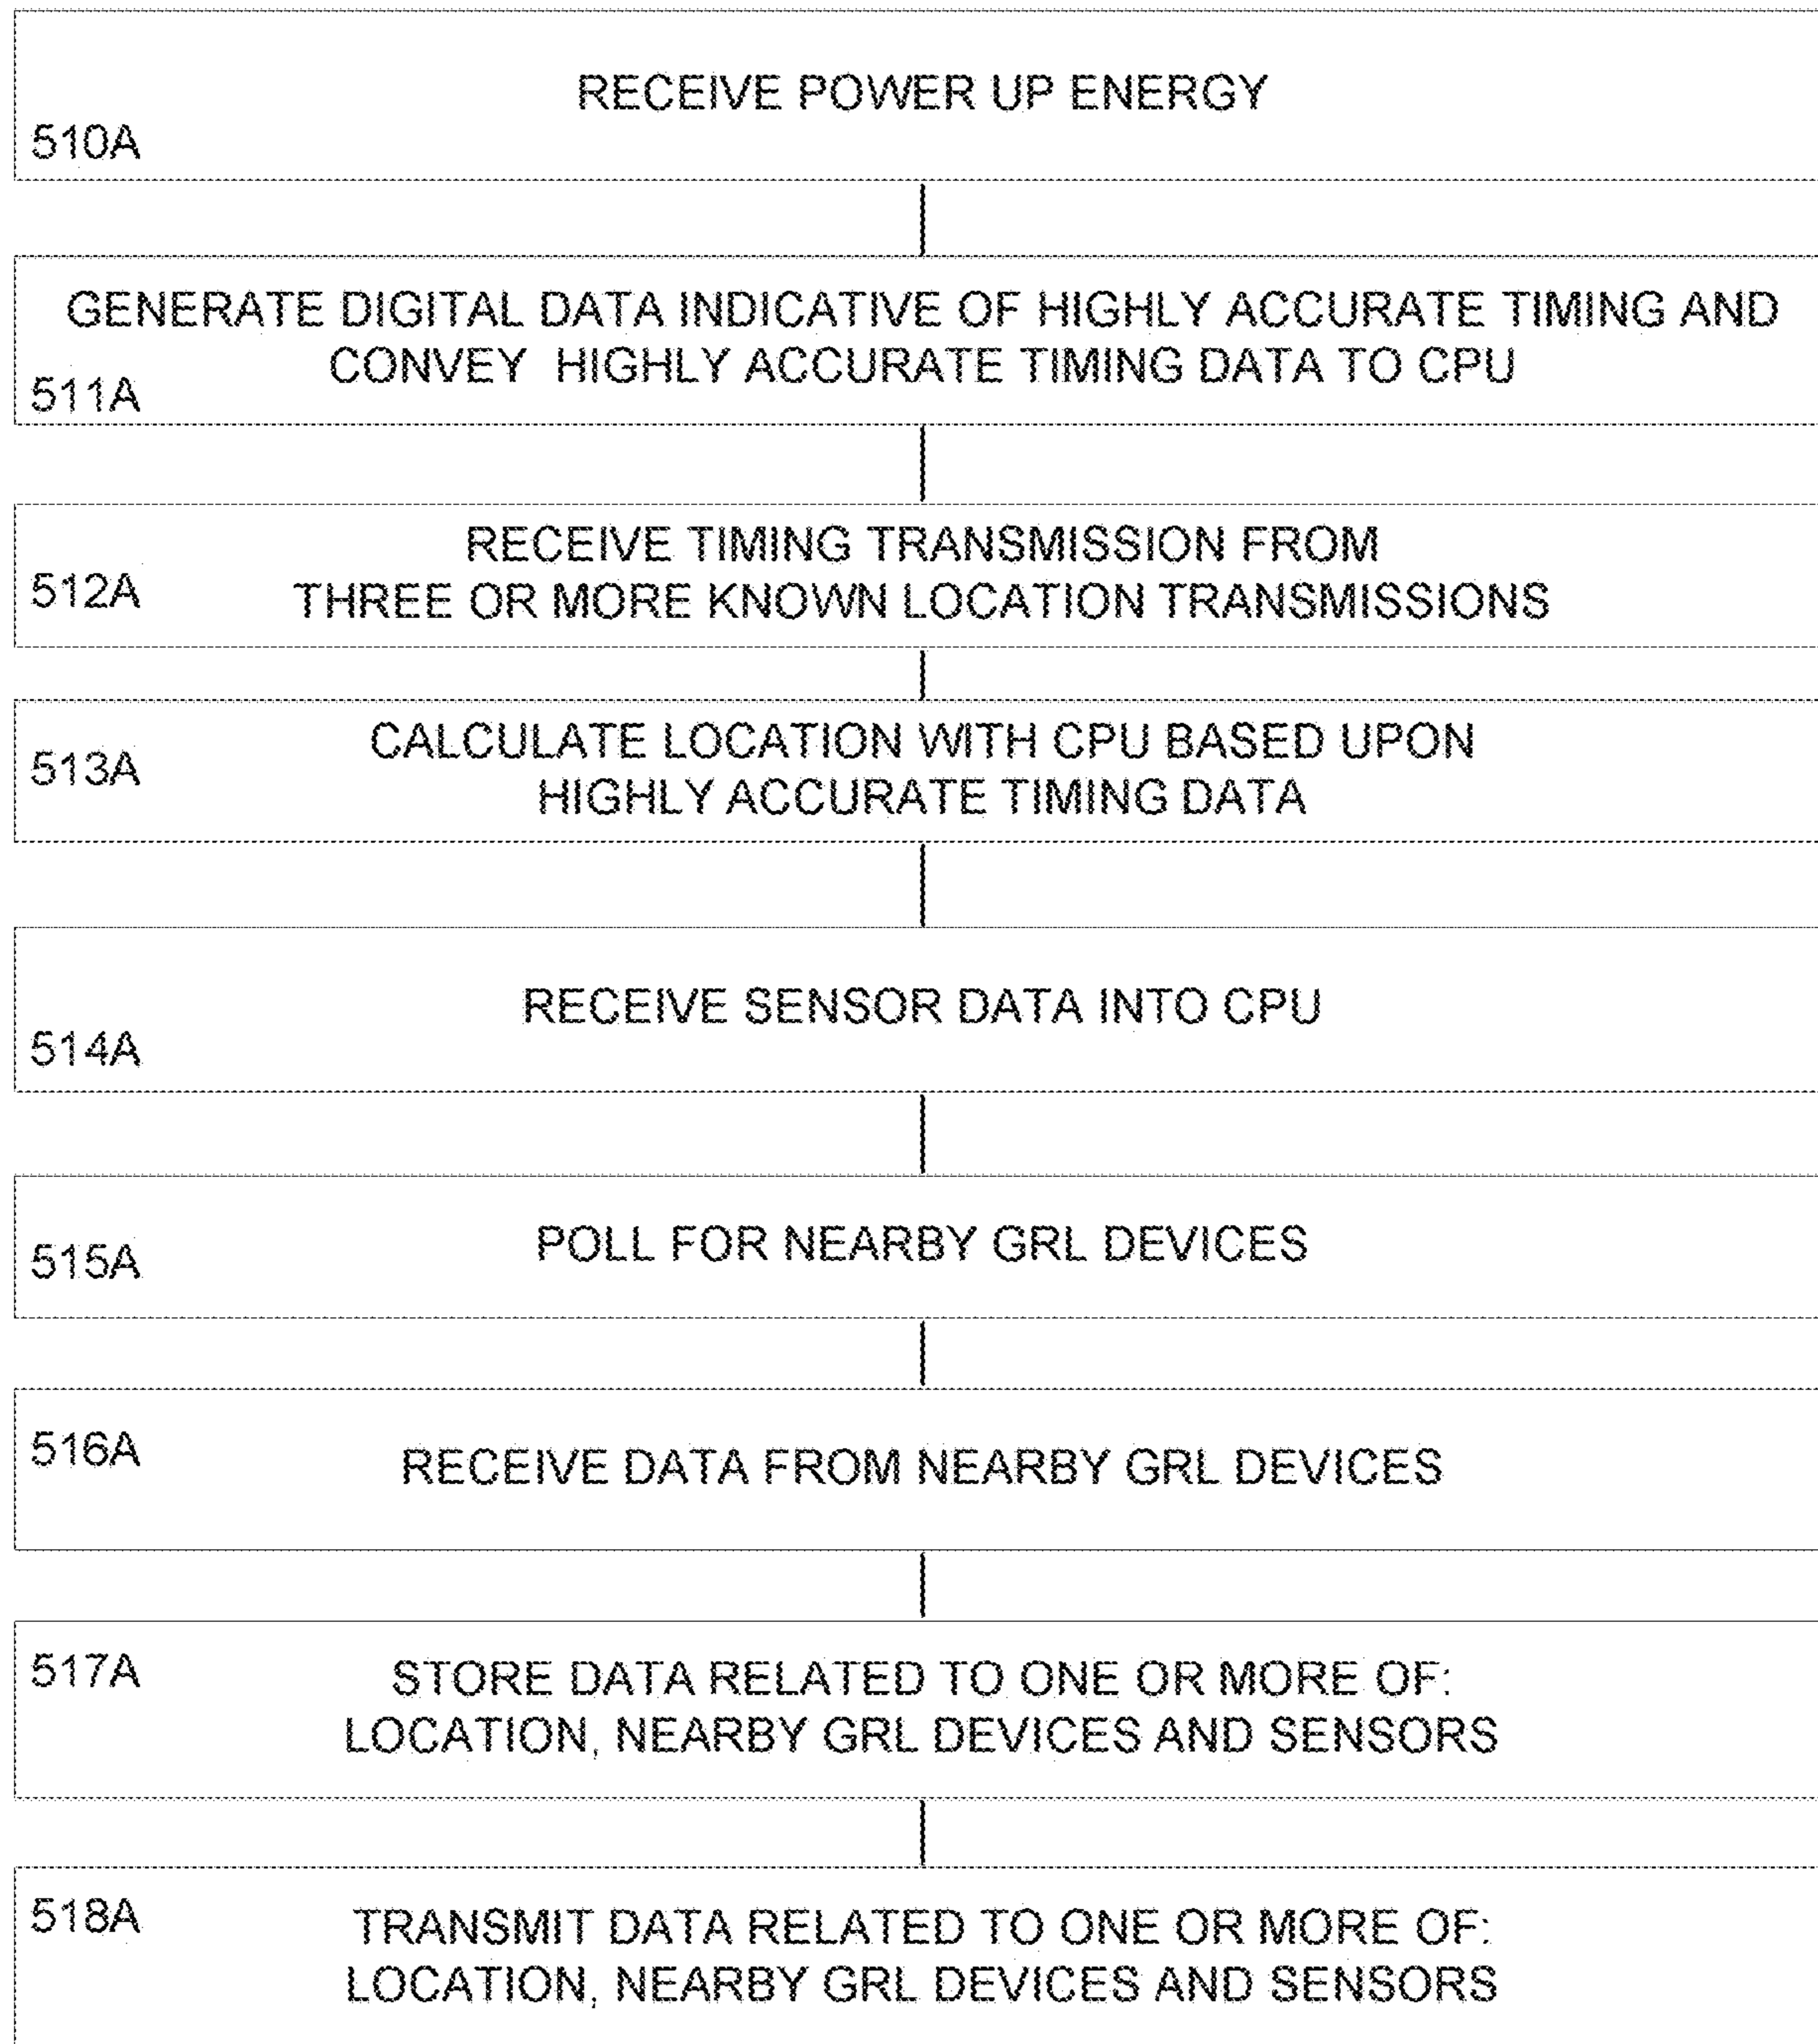 RECEIVE POWER UP ENERGY
510A
GENERATE DIGITAL DATA INDICATIVE OF HIGHLY ACCURATE TIMING AND
CONVEY HIGHLY ACCURATE TIMING DATA TO CPU
511A
RECEIVE TIMING TRANSMISSION FROM
512A
THREE OR MORE KNOWN LOCATION TRANSMISSIONS
CALCULATE LOCATION WITH CPU BASED UPON
513A
HIGHLY ACCURATE TIMING DATA
RECEIVE SENSOR DATA INTO CPU
514A
POLL FOR NEARBY GRL DEVICES
515A
516A
RECEIVE DATA FROM NEARBY GRL DEVICES
517A
STORE DATA RELATED TO ONE OR MORE OF:
LOCATION, NEARBY GRL DEVICES AND SENSORS
518A
TRANSMIT DATA RELATED TO ONE OR MORE OF:
LOCATION, NEARBY GRL DEVICES AND SENSORS